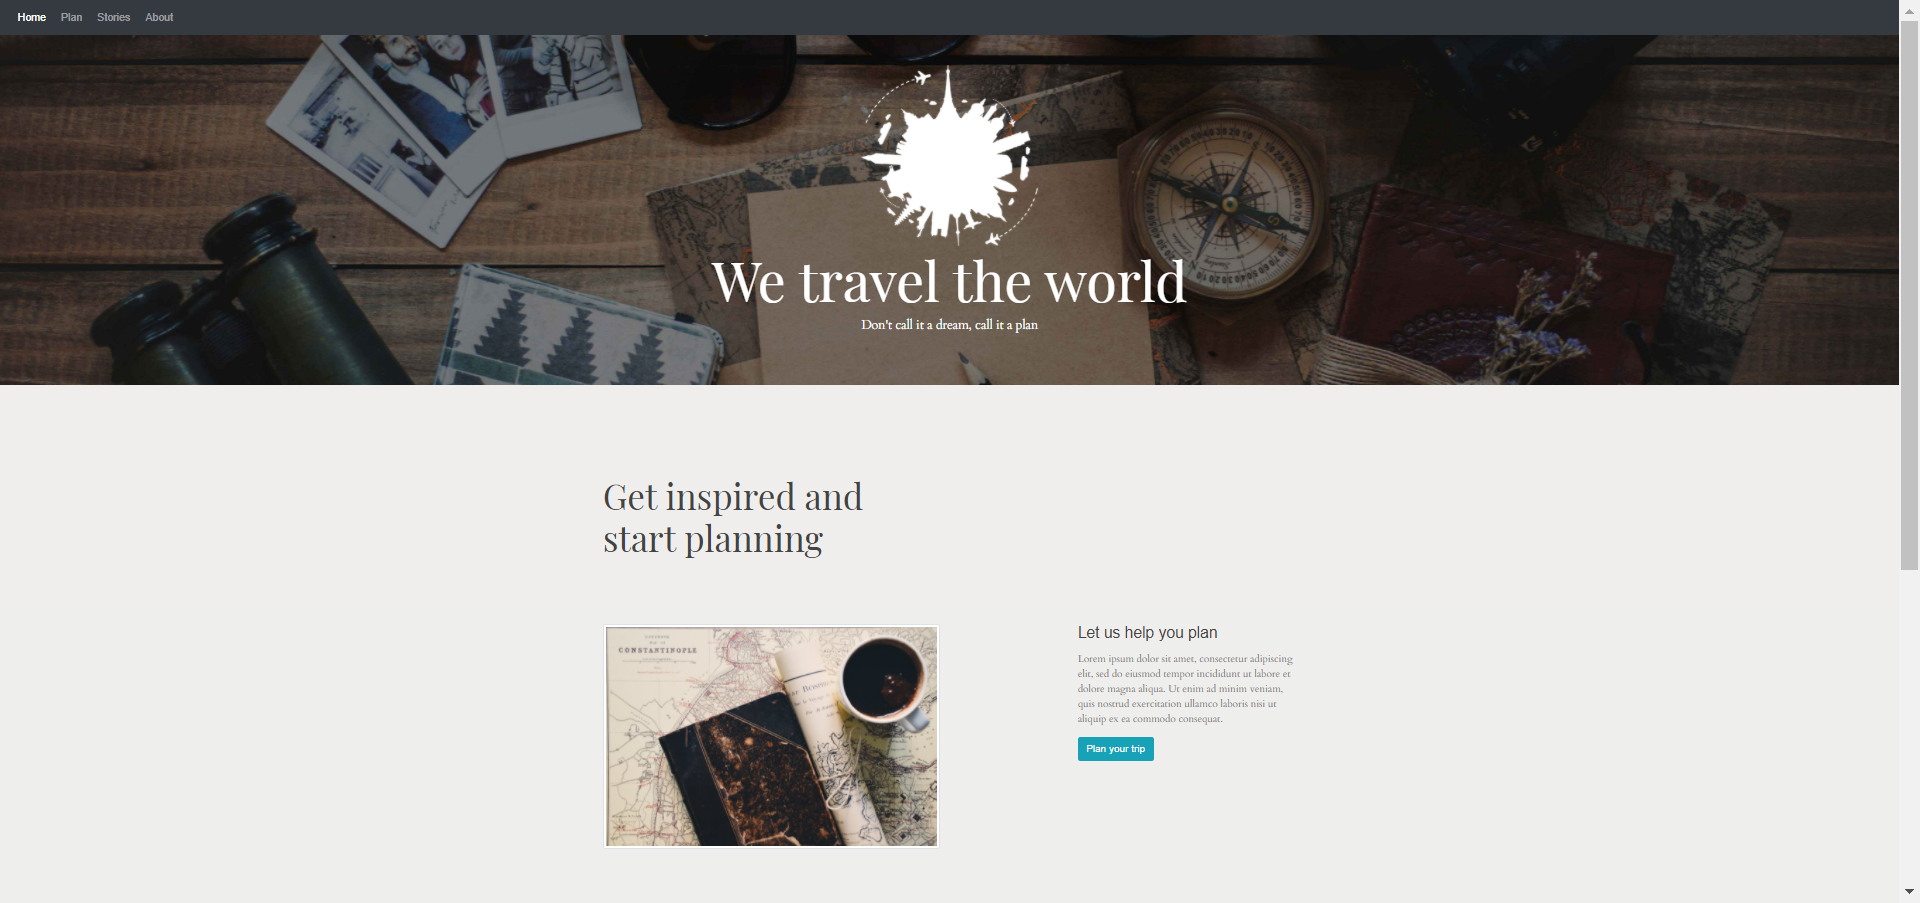 Home Plan Stories About
We travel the world
Don't call it a dream, call it a plan
Get inspired and
start planning
CONSTANTINOPLE
Let us help you plan
Lorem ipsum dolor sit amet, consectetur adipiscing
elit, sed do eiusmod tempor incididunt ut labore et
dolore magna aliqua. Ut enim ad minim veniam,
quis nostrud exercitation ullamco laboris nisi ut
aliquip ex ea commodo consequat.
Plan your trip